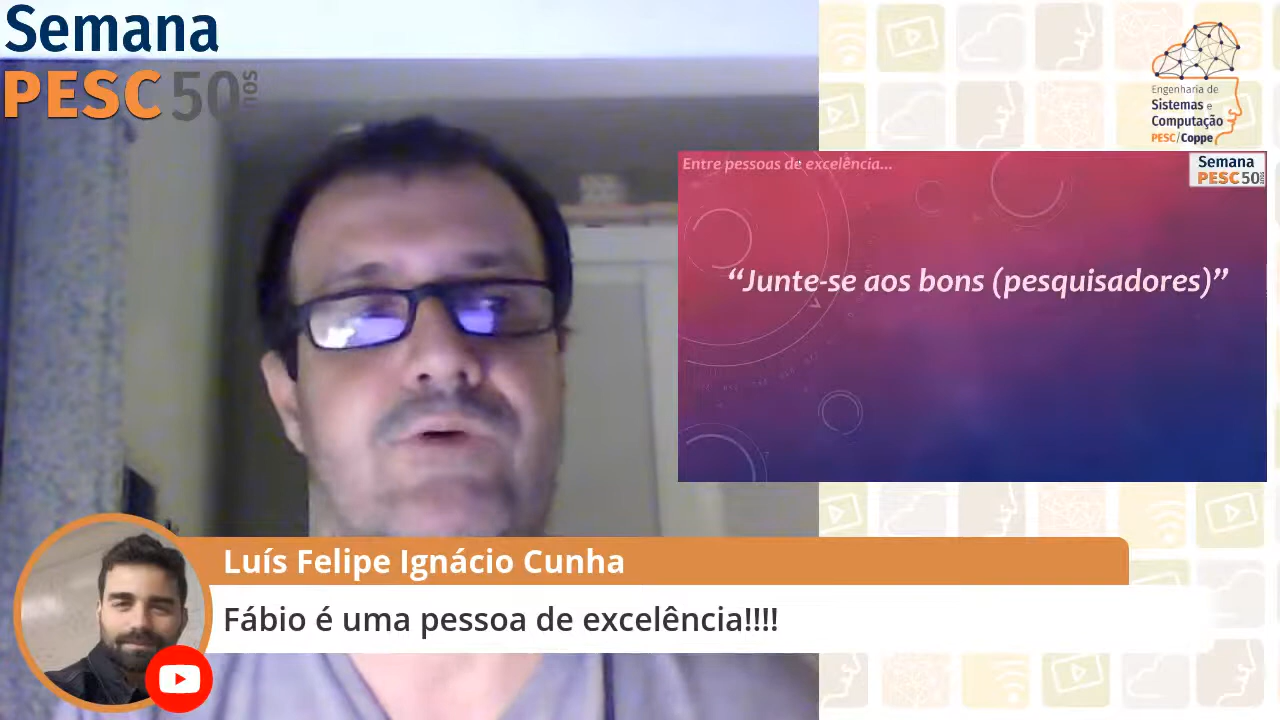 Semana
PESC 50 anos
Engenharia de
Sistemas e
Computação
PESC/Coppe
Entre pessoas de excelência...
Semana
PESC 50 anos
“Junte-se aos bons (pesquisadores)”
Luís Felipe Ignácio Cunha
Fábio é uma pessoa de excelência!!!!